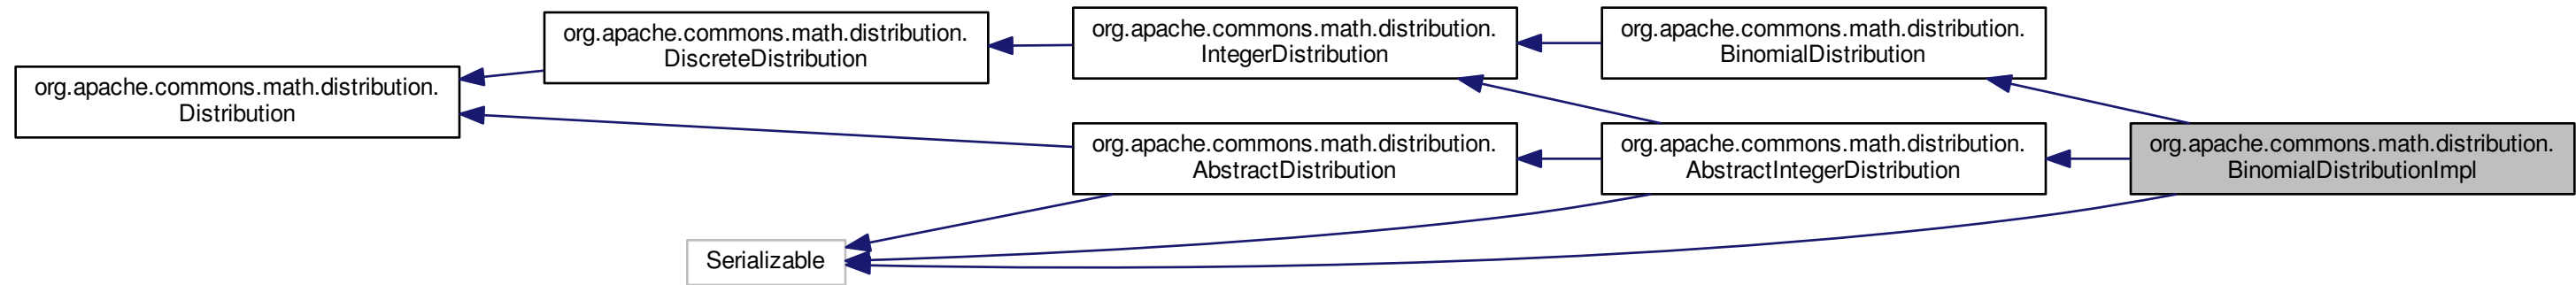 org.apache.commons.math.distribution.
Distribution
org.apache.commons.math.distribution.
DiscreteDistribution
org.apache.commons.math.distribution.
IntegerDistribution
org.apache.commons.math.distribution.
BinomialDistribution
org.apache.commons.math.distribution.
AbstractDistribution
org.apache.commons.math.distribution.
AbstractIntegerDistribution
org.apache.commons.math.distribution.
BinomialDistributionImpl
Serializable